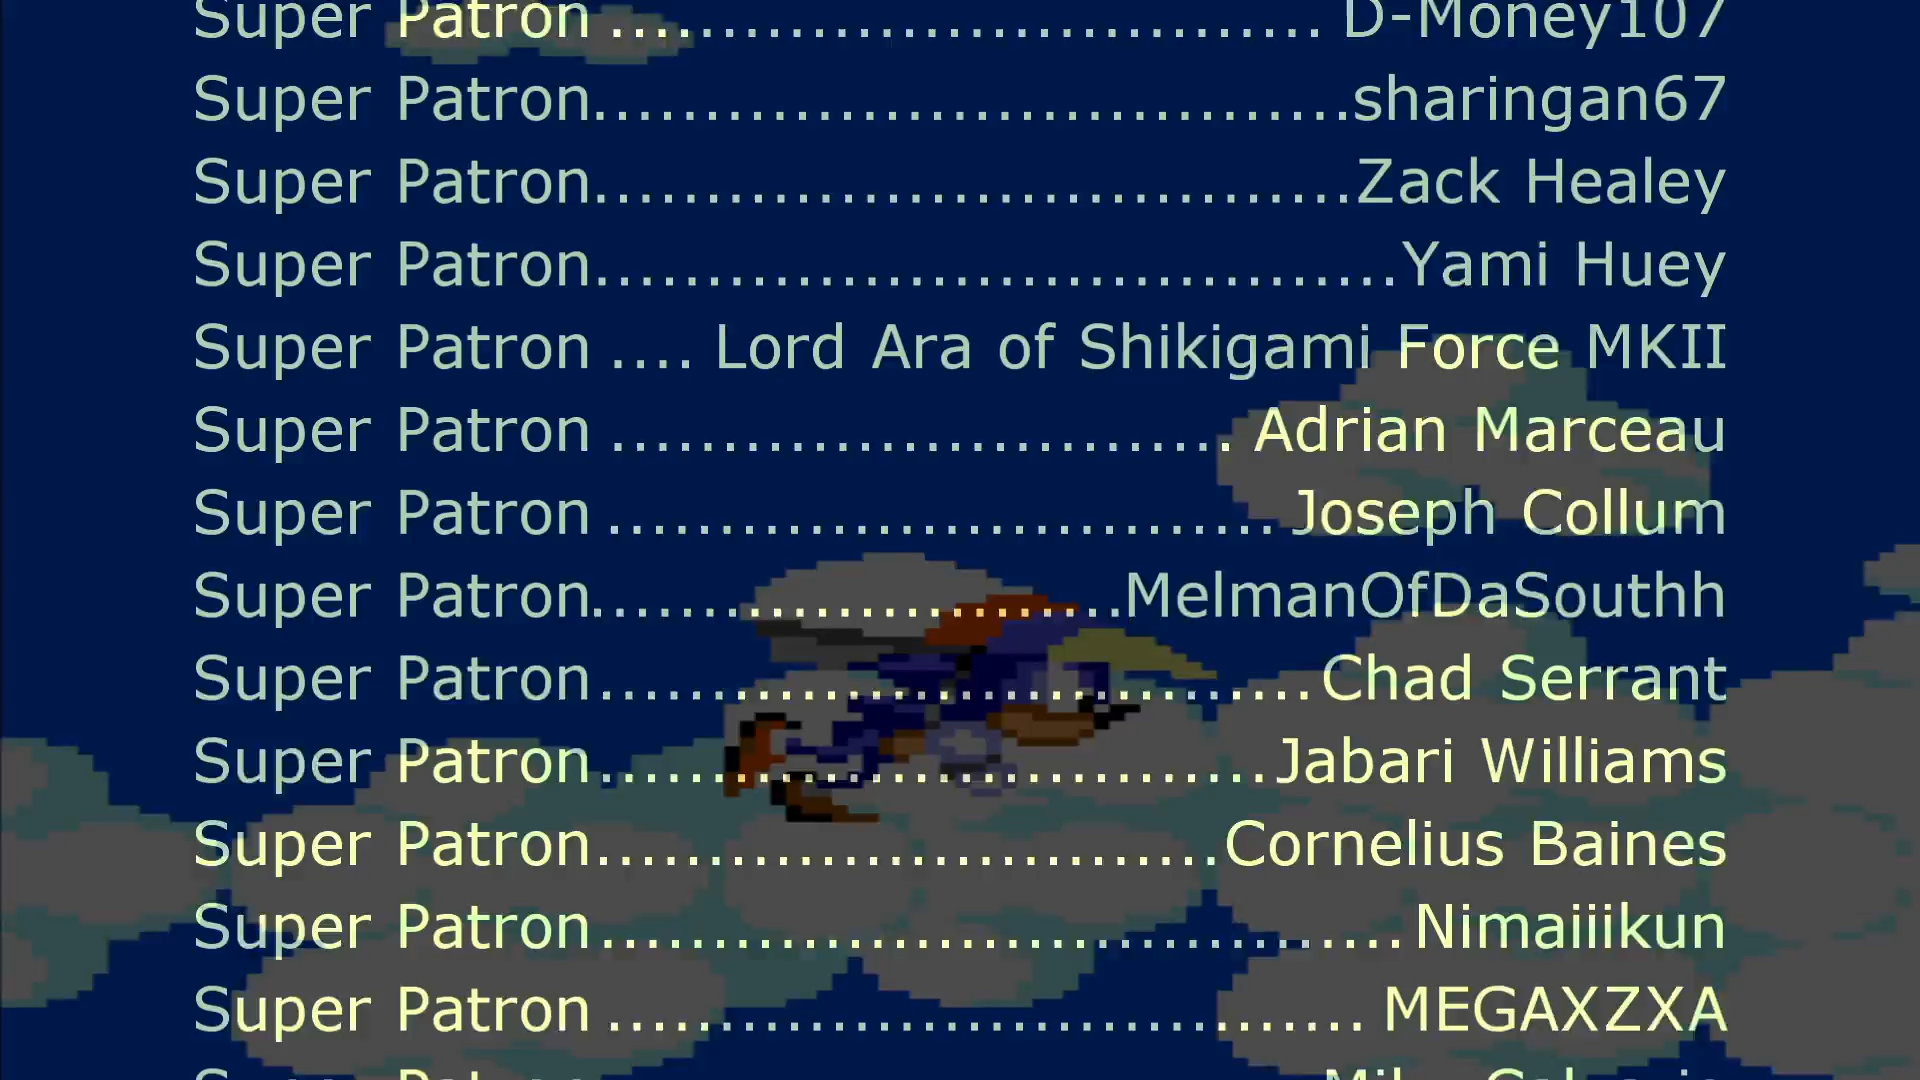 Super Patron .................................. D-Money107
Super Patron....................................sharingan67
Super Patron....................................Zack Healey
Super Patron......................................Yami Huey
Super Patron .... Lord Ara of Shikigami Force MKII
Super Patron .............................. Adrian Marceau
Super Patron ................................ Joseph Collum
Super Patron..........................MelmanOfDaSouthh
Super Patron..................................Chad Serrant
Super Patron................................Jabari Williams
Super Patron..............................Cornelius Baines
Super Patron......................................Nimaiiikun
Super Patron .................................... MEGAXZXA
Super Patron